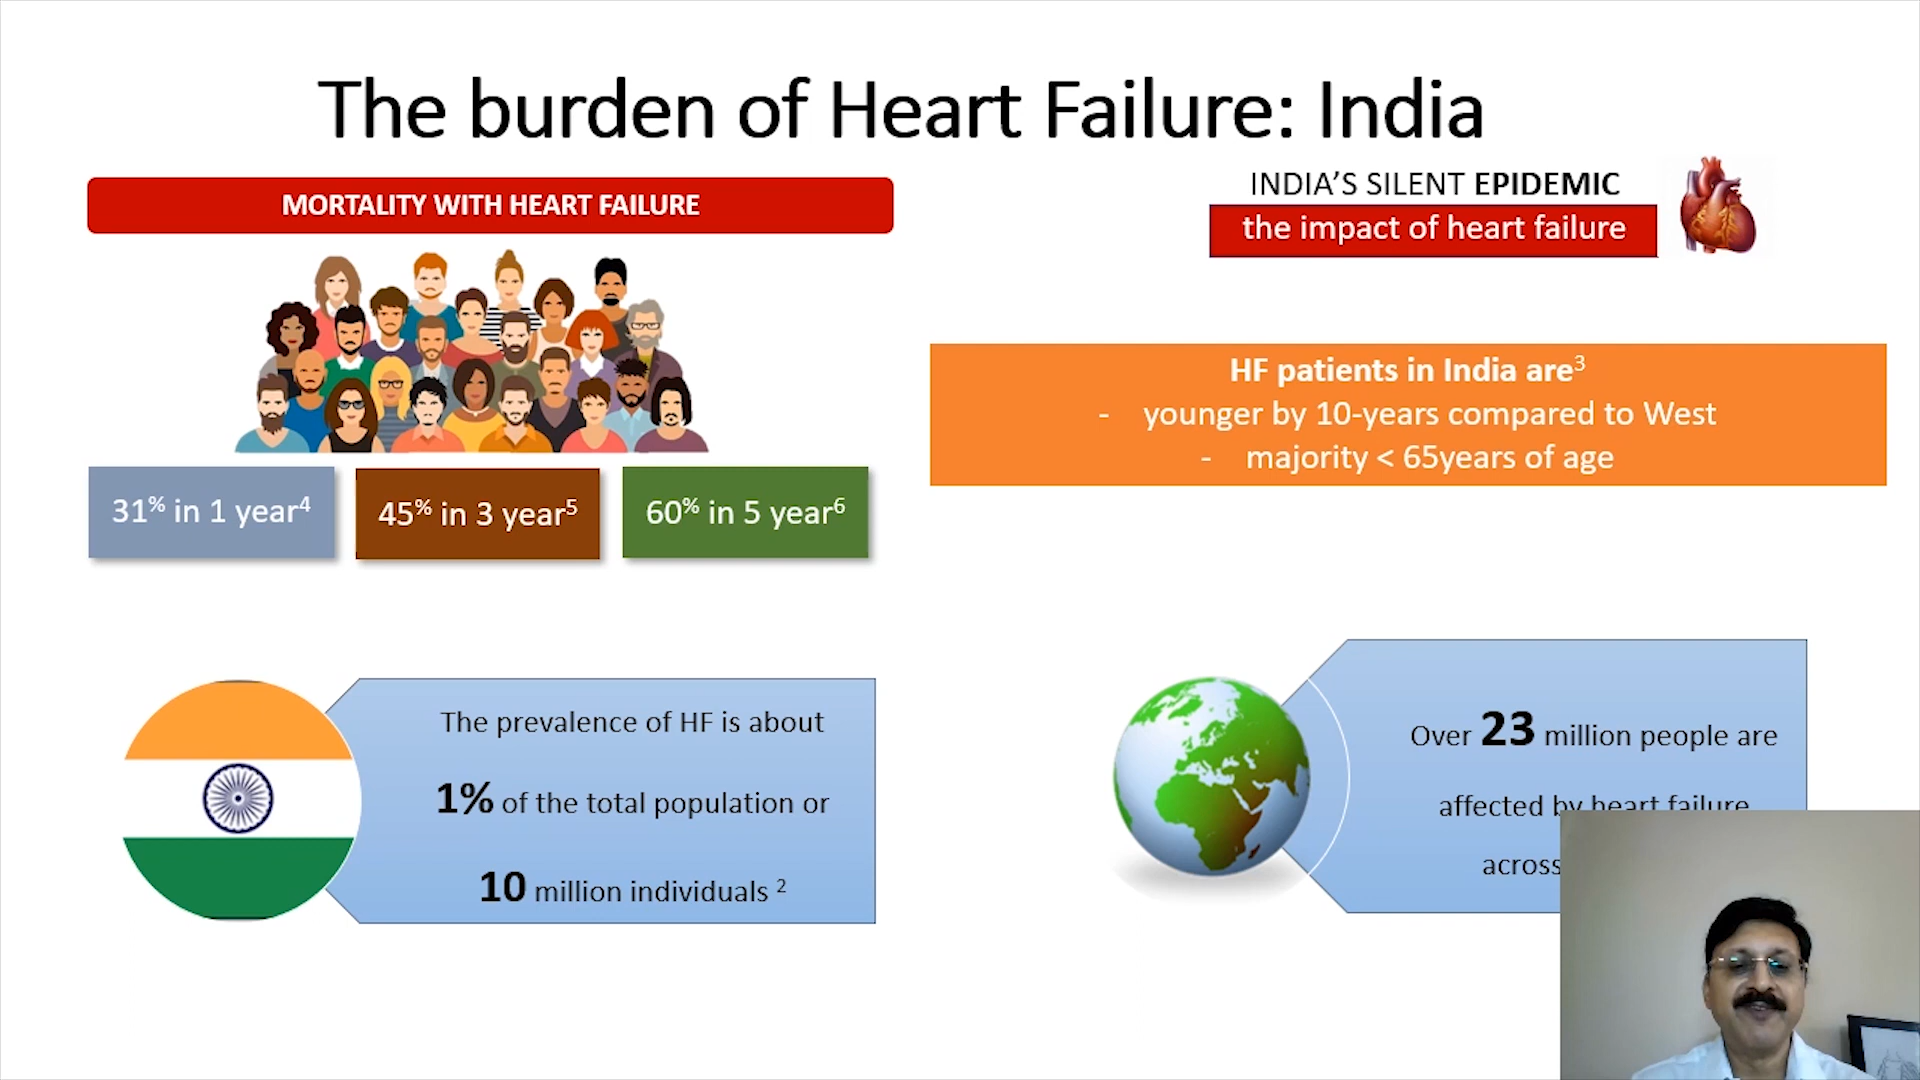 The burden of Heart Failure: India
MORTALITY WITH HEART FAILURE
31% in 1 year4
45% in 3 year5
60% in 5 year6
INDIA'S SILENT EPIDEMIC
the impact of heart failure
HF patients in India are3
- younger by 10-years compared to West
- majority < 65years of age
The prevalence of HF is about
1% of the total population or
10 million individuals 2
Over 23 million people are
affected by heart failure
across